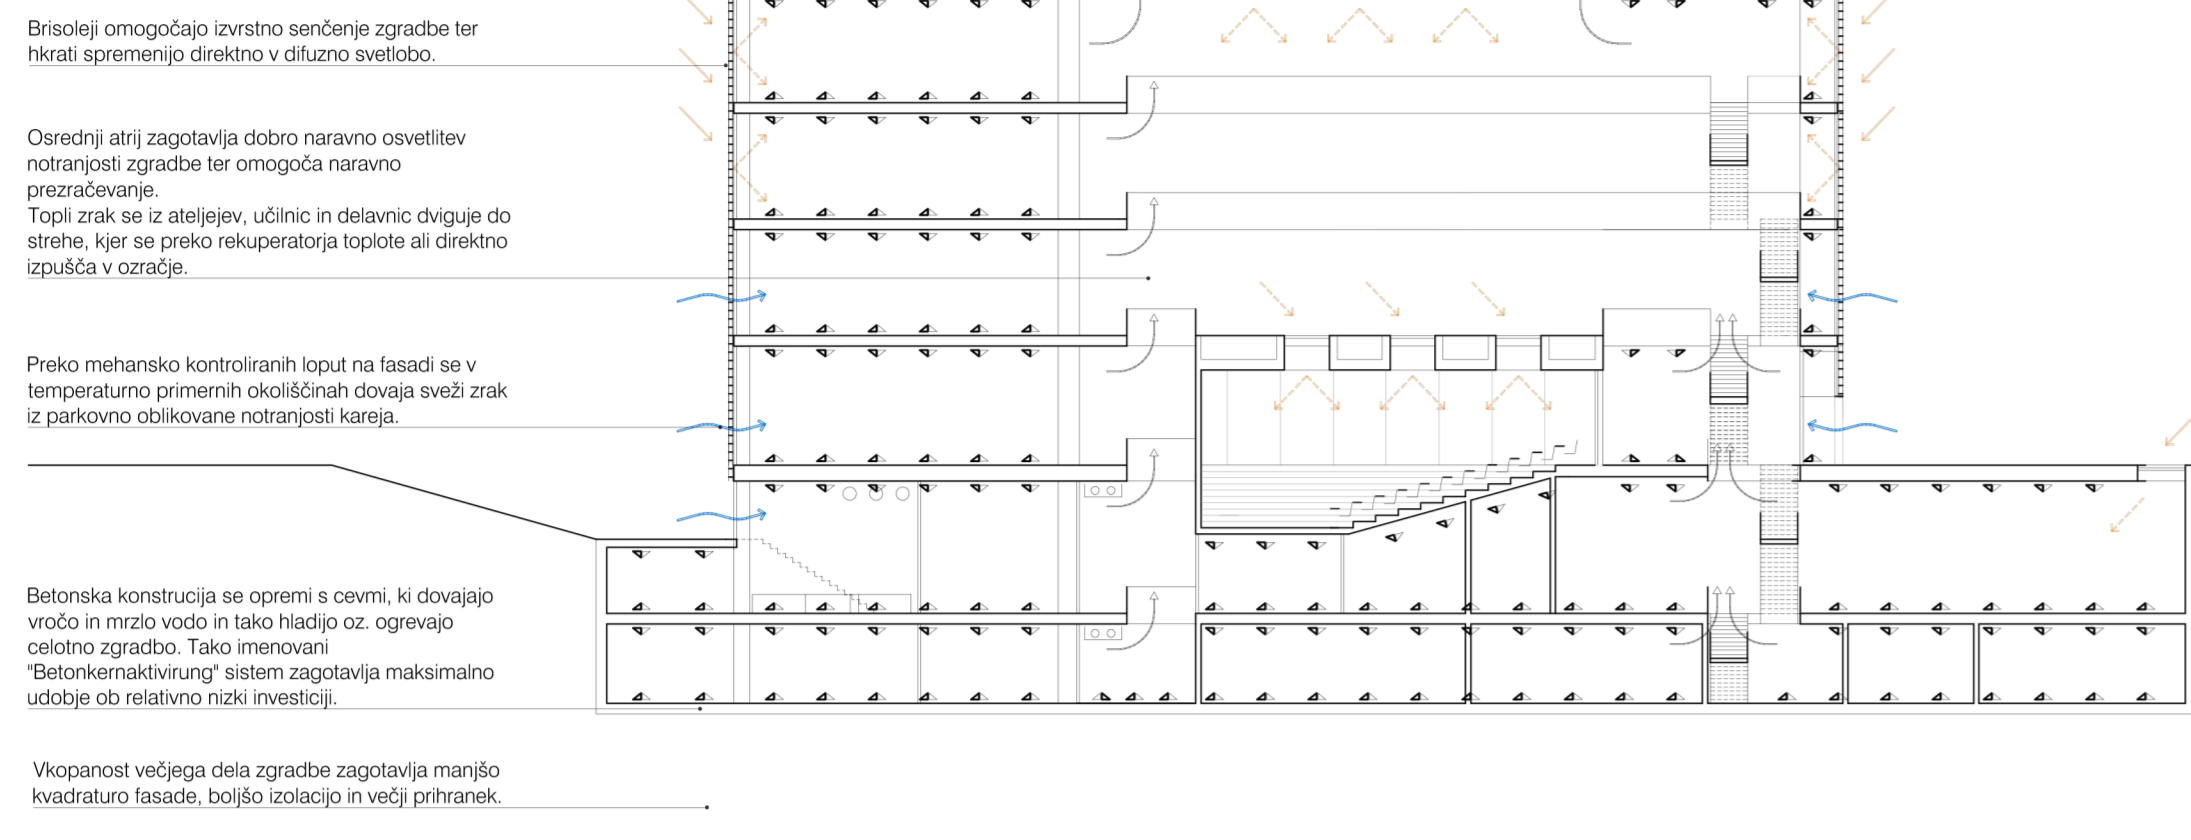 Brisoleji omogočajo izvrstno senčenje zgradbe ter
hkrati spremenijo direktno v difuzno svetlobo.
Osrednji atrij zagotavlja dobro naravno osvetlitev
notranjosti zgradbe ter omogoča naravno
prezračevanje.
Topli zrak se iz ateljejev, učilnic in delavnic dviguje do
strehe, kjer se preko rekuperatorja toplote ali direktno
izpušča v ozračje.
Preko mehansko kontroliranih loput na fasadi se v
temperaturno primernih okoliščinah dovaja sveži zrak
iz parkovno oblikovane notranjosti kareja.
Betonska konstrucija se opremi s cevmi, ki dovajajo
vročo in mrzlo vodo in tako hladijo oz. ogrevajo
celotno zgradbo. Tako imenovani
"Betonkernaktivirung" sistem zagotavlja maksimalno
udobje ob relativno nizki investiciji.
Vkopanost večjega dela zgradbe zagotavlja manjšo
kvadraturo fasade, boljšo izolacijo in večji prihranek.